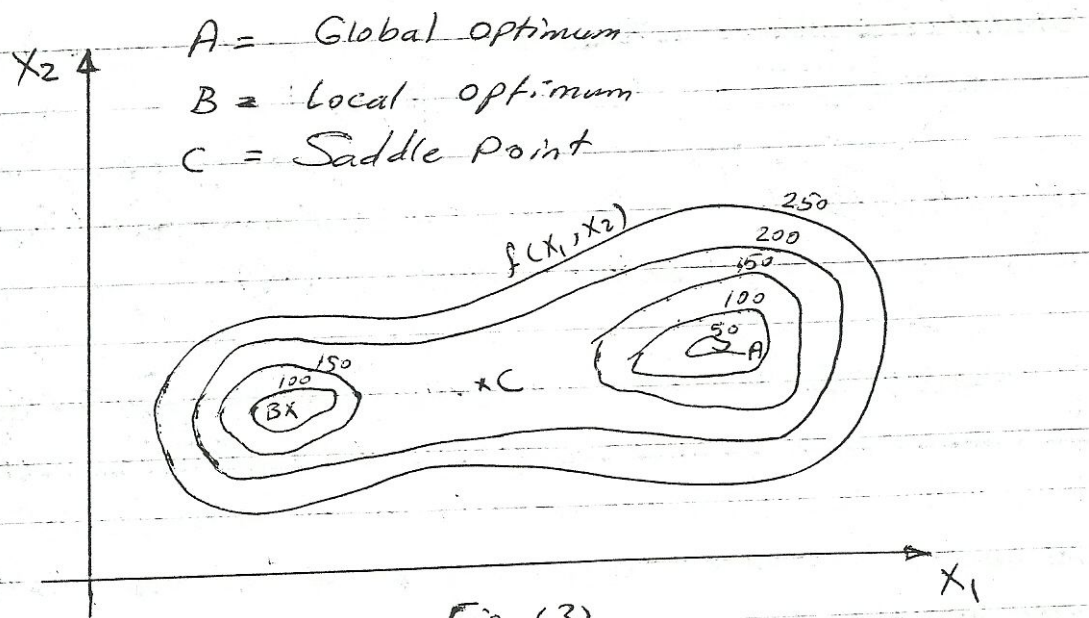 A = Global optimum
X2
B = Local optimum
C = Saddle Point
250
f(X1, X2)
200
150
100
50
A
150
100
BX
xC
X1